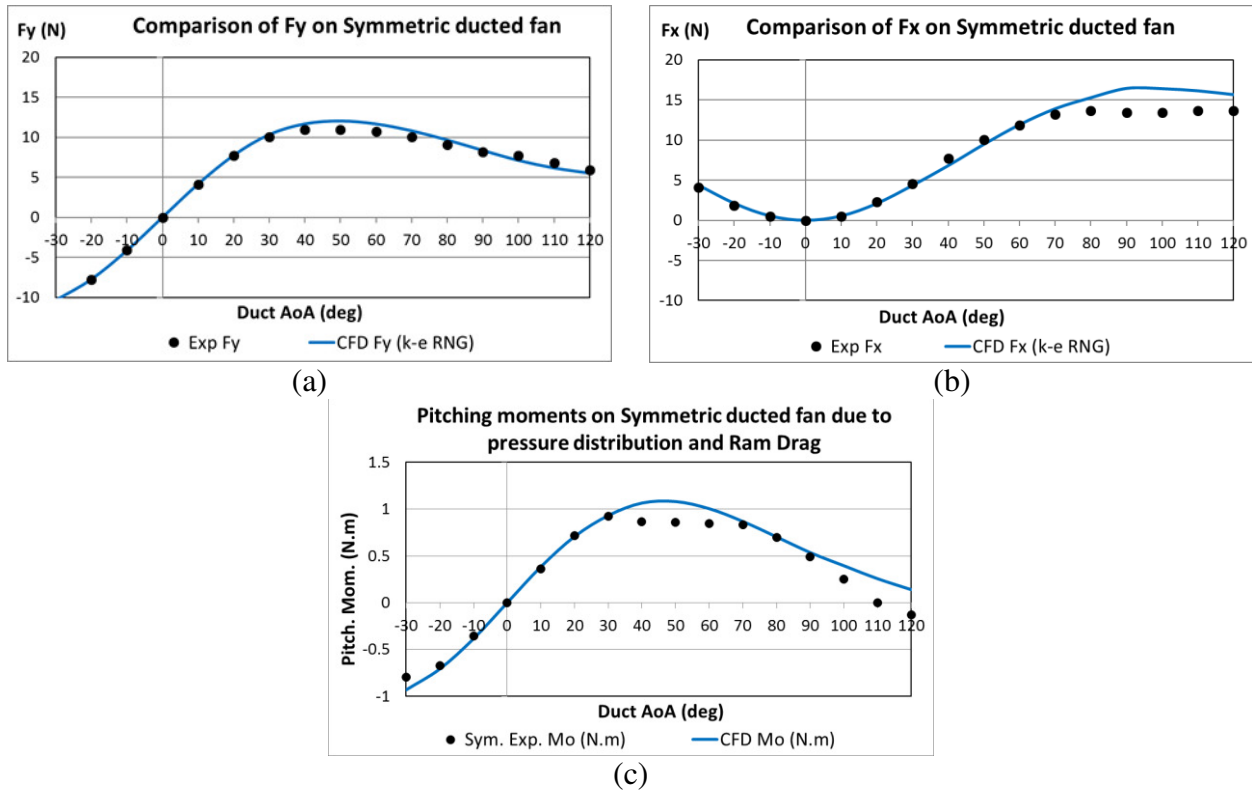 Fy (N)
Comparison of Fy on Symmetric ducted fan
20
15
10
5
0
-5
-10
-30 -20 -10 0 10 20 30 40 50 60 70 80 90 100 110 120
Duct AoA (deg)
Exp Fy
CFD Fy (k-e RNG)
(a)
Fx (N)
Comparison of Fx on Symmetric ducted fan
20
15
10
5
0
-5
-10
-30 -20 -10 0 10 20 30 40 50 60 70 80 90 100 110 120
Duct AoA (deg)
Exp Fx
CFD Fx (k-e RNG)
(b)
Pitching moments on Symmetric ducted fan due to
pressure distribution and Ram Drag
Pitch. Mom. (N.m)
1.5
1
0.5
0
-0.5
-1
-30 -20 -10 0 10 20 30 40 50 60 70 80 90 100 110 120
Duct AoA (deg)
Sym. Exp. Mo (N.m)
CFD Mo (N.m)
(c)